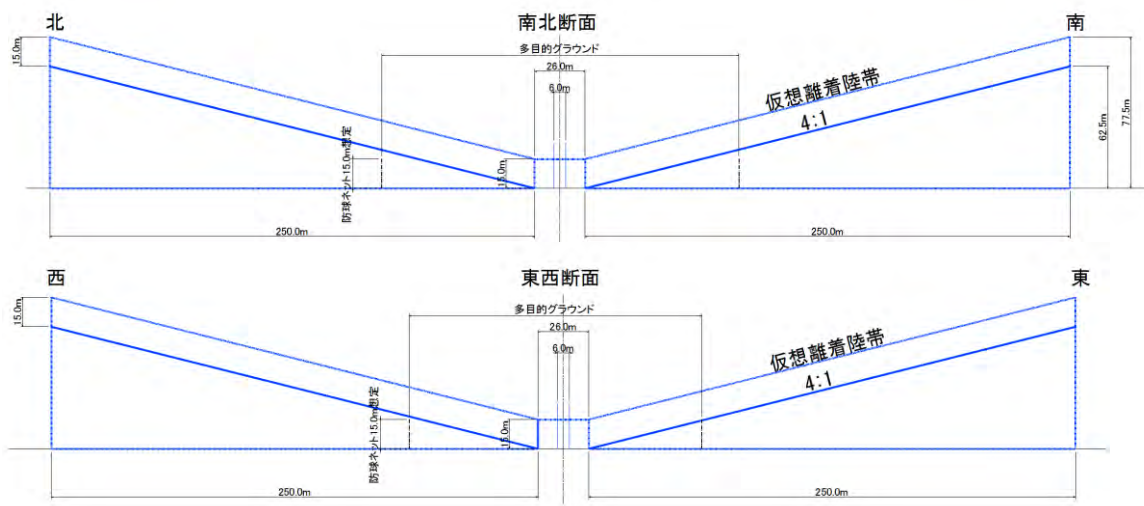 北
南北断面
南
多目的グラウンド
15.0m
26.0m
6.0m
仮想離着陸帯
4:1
防球ネット15.0m想定
15.0m
62.5m
77.5m
250.0m
250.0m
西
東西断面
東
多目的グラウンド
15.0m
26.0m
6.0m
仮想離着陸帯
4:1
防球ネット15.0m想定
15.0m
250.0m
250.0m